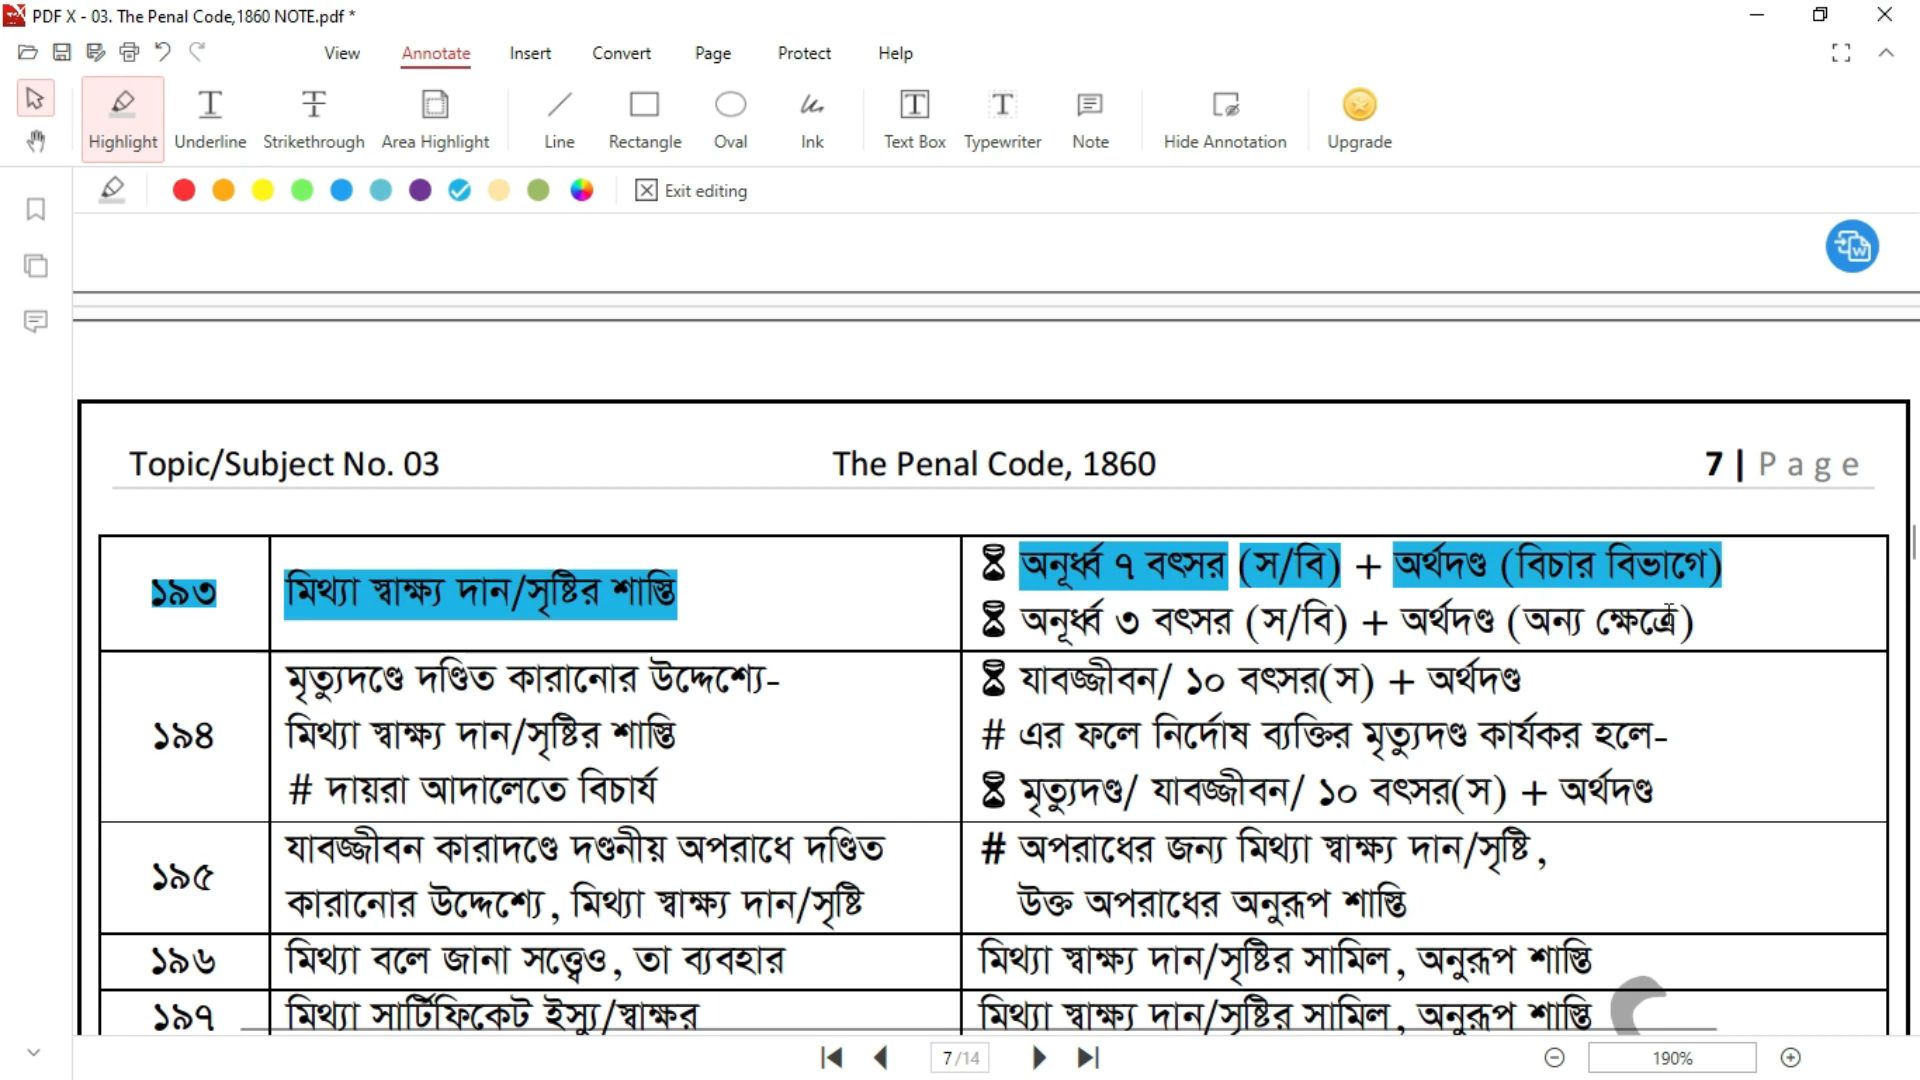 PDF X - 03. The Penal Code,1860 NOTE.pdf *
View Annotate Insert Convert Page Protect Help
Highlight Underline Strikethrough Area Highlight Line Rectangle Oval Ink Text Box Typewriter Note Hide Annotation Upgrade
Exit editing
Topic/Subject No. 03 The Penal Code, 1860 7 | Page
১৯৩ মিথ্যা স্বাক্ষ্য দান/সৃষ্টির শাস্তি
অনূর্ধ্ব ৭ বৎসর (স/বি) + অর্থদণ্ড (বিচার বিভাগে)
অনূর্ধ্ব ৩ বৎসর (স/বি) + অর্থদণ্ড (অন্য ক্ষেত্রে)
১৯৪
মৃত্যুদণ্ডে দণ্ডিত কারানোর উদ্দেশ্যে-
মিথ্যা স্বাক্ষ্য দান/সৃষ্টির শাস্তি
# দায়রা আদালেতে বিচার্য
যাবজ্জীবন/ ১০ বৎসর(স) + অর্থদণ্ড
# এর ফলে নির্দোষ ব্যক্তির মৃত্যুদণ্ড কার্যকর হলে-
মৃত্যুদণ্ড/ যাবজ্জীবন/ ১০ বৎসর(স) + অর্থদণ্ড
১৯৫
যাবজ্জীবন কারাদণ্ডে দণ্ডনীয় অপরাধে দণ্ডিত
কারানোর উদ্দেশ্যে, মিথ্যা স্বাক্ষ্য দান/সৃষ্টি
# অপরাধের জন্য মিথ্যা স্বাক্ষ্য দান/সৃষ্টি,
উক্ত অপরাধের অনুরূপ শাস্তি
১৯৬ মিথ্যা বলে জানা সত্ত্বেও, তা ব্যবহার মিথ্যা স্বাক্ষ্য দান/সৃষ্টির সামিল, অনুরূপ শাস্তি
১৯৭ মিথ্যা সার্টিফিকেট ইস্যু/স্বাক্ষর মিথ্যা স্বাক্ষ্য দান/সৃষ্টির সামিল, অনুরূপ শাস্তি
7 /14 190%